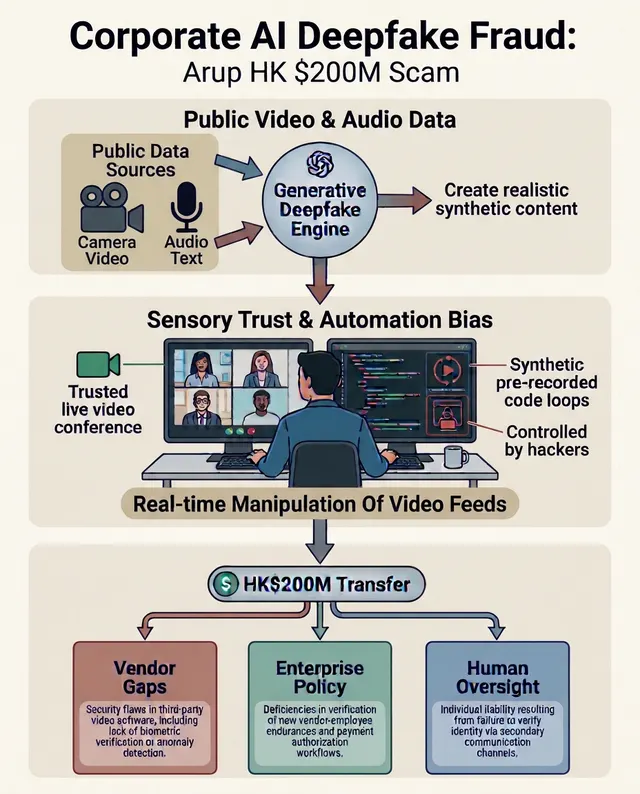 Corporate AI Deepfake Fraud:
Arup HK $200M Scam
Public Video & Audio Data
Public Data
Sources
Camera
Video
Audio
Text
Generative
Deepfake
Engine
Create realistic
synthetic content
Sensory Trust & Automation Bias
Trusted
live video
conference
Synthetic
pre-recorded
code loops
Controlled
by hackers
Real-time Manipulation Of Video Feeds
$ HK$200M Transfer
Vendor
Gaps
Security flaws in third-party
video software, including
lack of biometric
verification or anomaly
detection.
Enterprise
Policy
Deficiencies in verification
of new vendor-employee
endurances and payment
authorization
workflows.
Human
Oversight
Individual liability resulting
from failure to verify
identity via secondary
communication
channels.